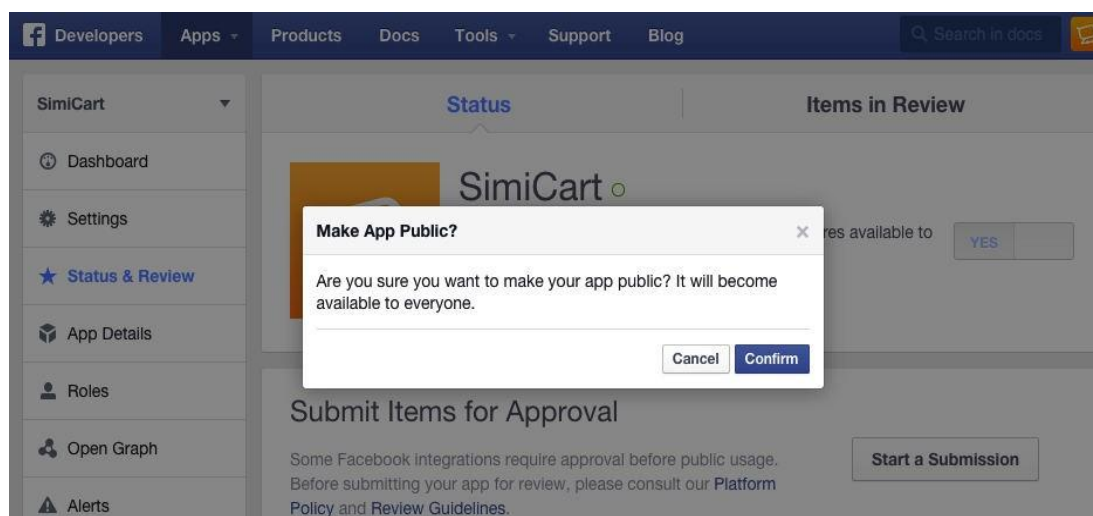 Developers Apps Products Docs Tools Support Blog Search in docs
SimiCart
Dashboard
Settings
Status & Review
App Details
Roles
Open Graph
Alerts
Status Items in Review
SimiCart
res available to
YES
Make App Public?
Are you sure you want to make your app public? It will become
available to everyone.
Cancel Confirm
Submit Items for Approval
Some Facebook integrations require approval before public usage.
Before submitting your app for review, please consult our Platform
Policy and Review Guidelines.
Start a Submission